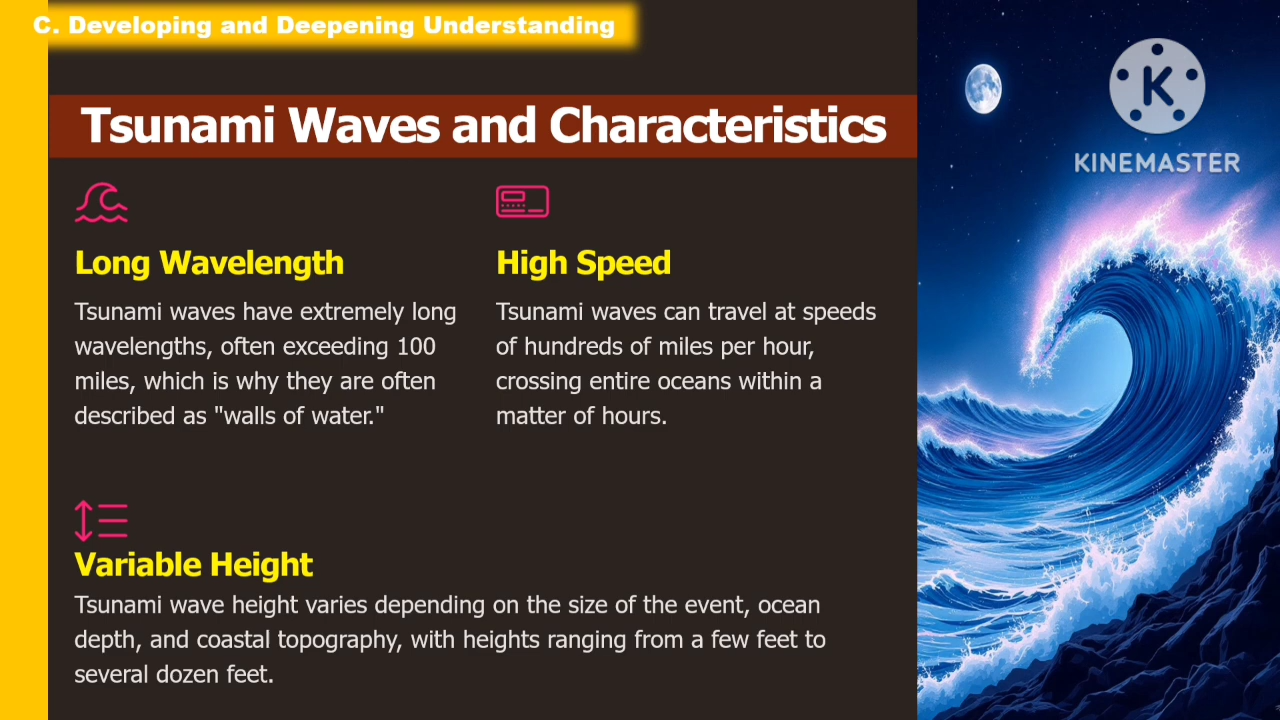 C. Developing and Deepening Understanding
Tsunami Waves and Characteristics
KINEMASTER
Long Wavelength
Tsunami waves have extremely long
wavelengths, often exceeding 100
miles, which is why they are often
described as "walls of water."
High Speed
Tsunami waves can travel at speeds
of hundreds of miles per hour,
crossing entire oceans within a
matter of hours.
Variable Height
Tsunami wave height varies depending on the size of the event, ocean
depth, and coastal topography, with heights ranging from a few feet to
several dozen feet.